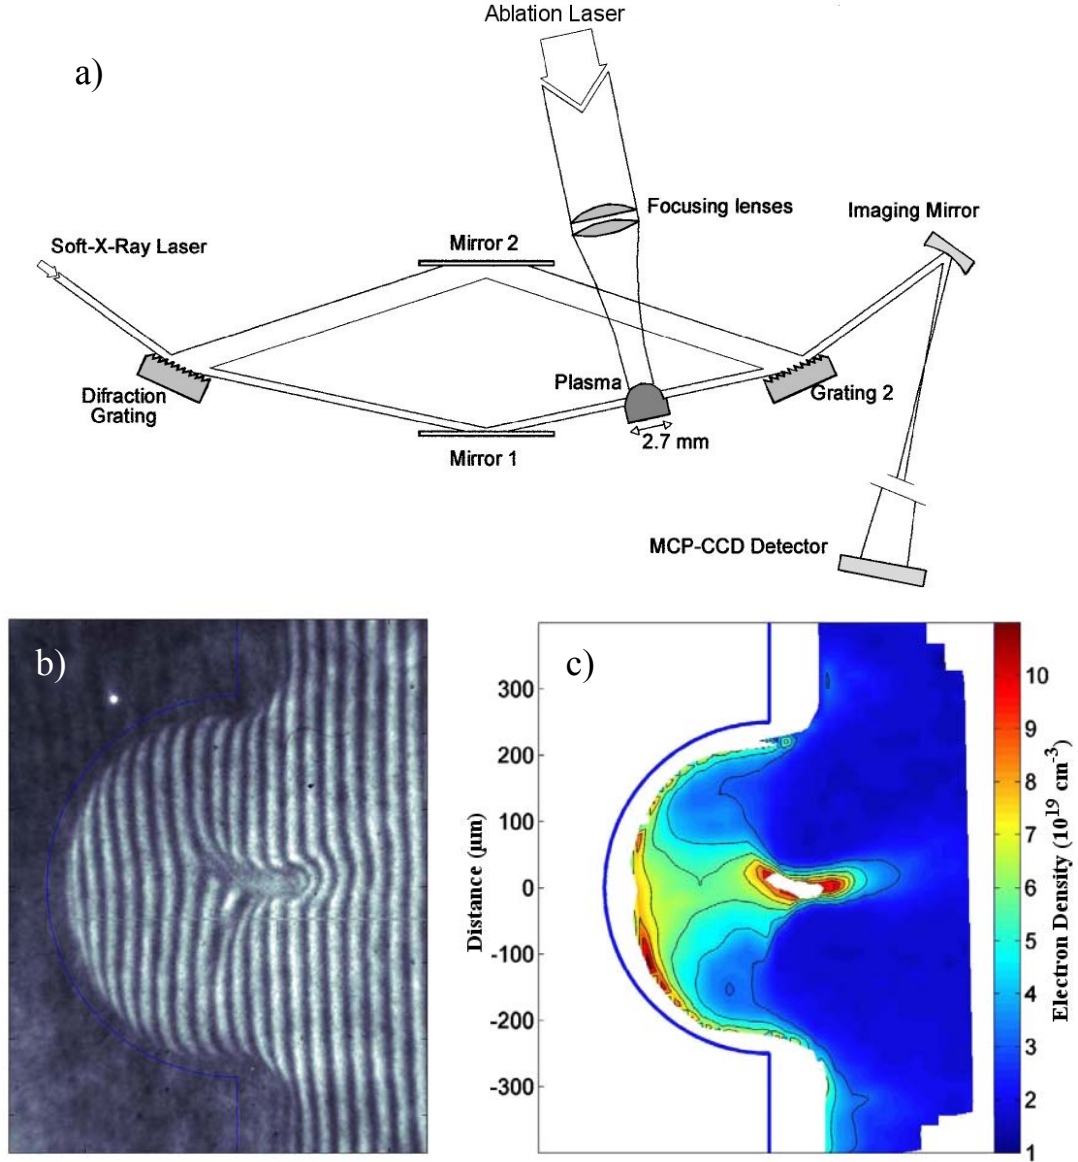 Ablation Laser
a)
Focusing lenses
Imaging Mirror
Soft-X-Ray Laser
Mirror 2
Difraction
Grating
Plasma
Grating 2
2.7 mm
Mirror 1
MCP-CCD Detector
b)
c)
Distance (µm)
300
200
100
0
-100
-200
-300
10
9
8
7
6
5
4
3
2
1
Electron Density (10¹⁹ cm⁻³)